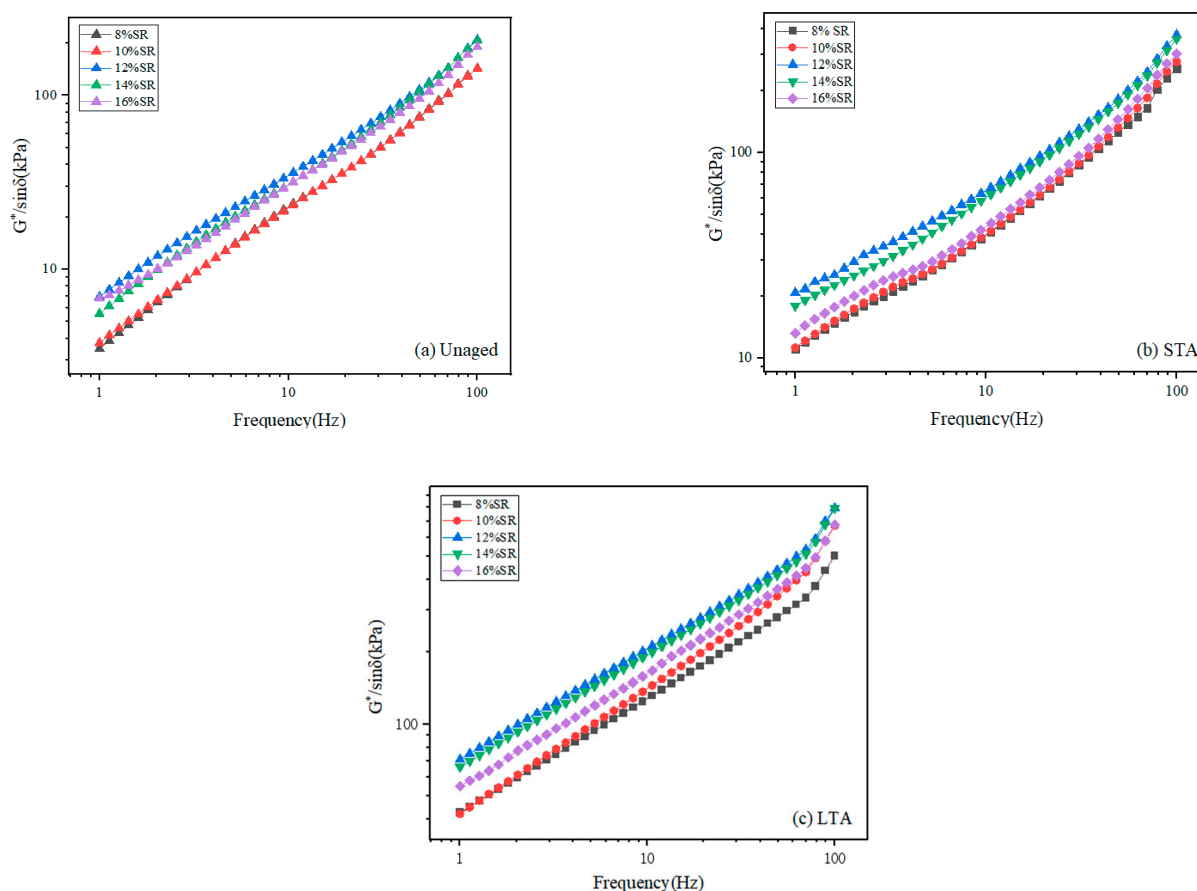 8%SR
10%SR
12%SR
14%SR
16%SR
100
10
G*/sinδ(kPa)
(a) Unaged
1
10
100
Frequency(Hz)
8% SR
10%SR
12%SR
14%SR
16%SR
100
10
G*/sinδ(kPa)
(b) STA
1
10
100
Frequency(Hz)
8%SR
10%SR
12%SR
14%SR
16%SR
100
G*/sinδ(kPa)
(c) LTA
1
10
100
Frequency(Hz)